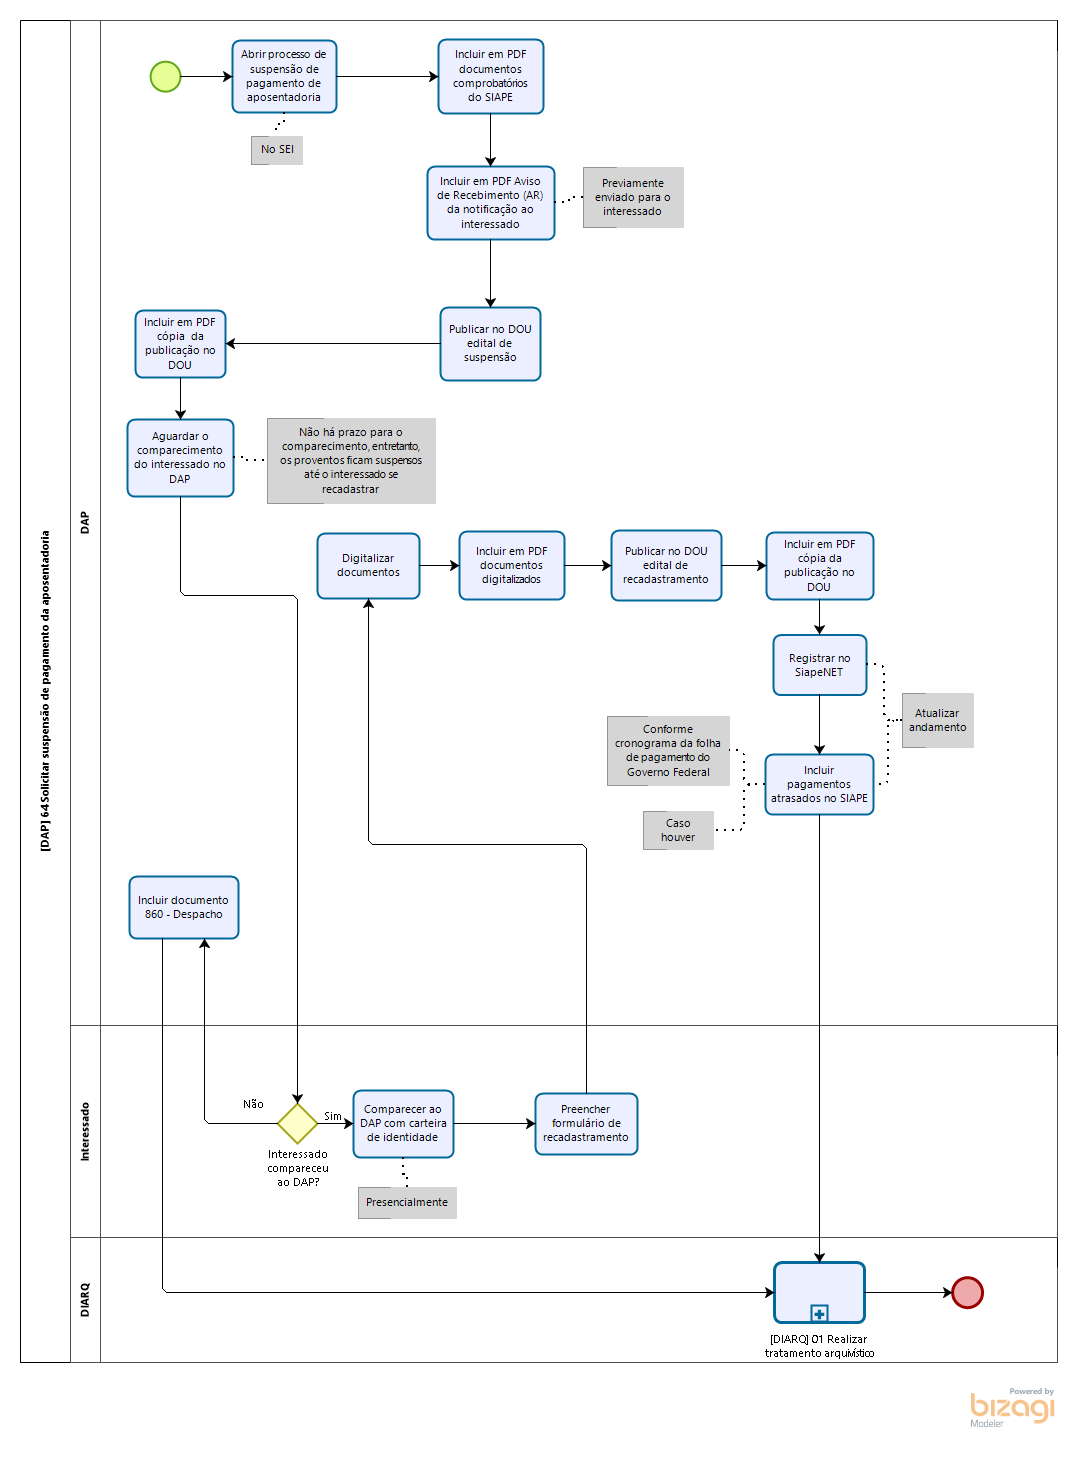 [DAP] 64 Solicitar suspensão de pagamento da aposentadoria
DAP
Abrir processo de
suspensão de
pagamento de
aposentadoria
No SEI
Incluir em PDF
documentos
comprobatórios
do SIAPE
Incluir em PDF Aviso
de Recebimento (AR)
da notificação ao
interessado
Previamente
enviado para o
interessado
Publicar no DOU
edital de
suspensão
Incluir em PDF
cópia da
publicação no
DOU
Aguardar o
comparecimento
do interessado no
DAP
Não há prazo para o
comparecimento, entretanto,
os proventos ficam suspensos
até o interessado se
recadastrar
Digitalizar
documentos
Incluir em PDF
documentos
digitalizados
Publicar no DOU
edital de
recadastramento
Incluir em PDF
cópia da
publicação no
DOU
Registrar no
SiapeNET
Atualizar
andamento
Conforme
cronograma da folha
de pagamento do
Governo Federal
Incluir
pagamentos
atrasados no SIAPE
Caso
houver
Incluir documento
860 - Despacho
Interessado
Não
Sim
Interessado
compareceu
ao DAP?
Comparecer ao
DAP com carteira
de identidade
Presencialmente
Preencher
formulário de
recadastramento
DIARQ
[DIARQ] 01 Realizar
tratamento arquivístico
Powered by
bizagi
Modeler